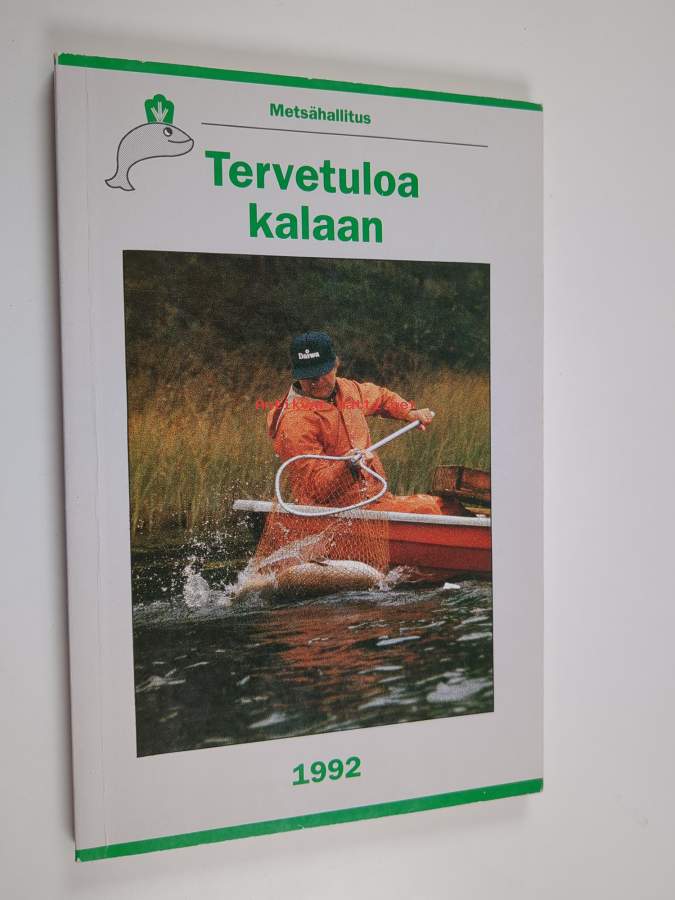 Metsähallitus
Tervetuloa
kalaan
Daiwa
1992